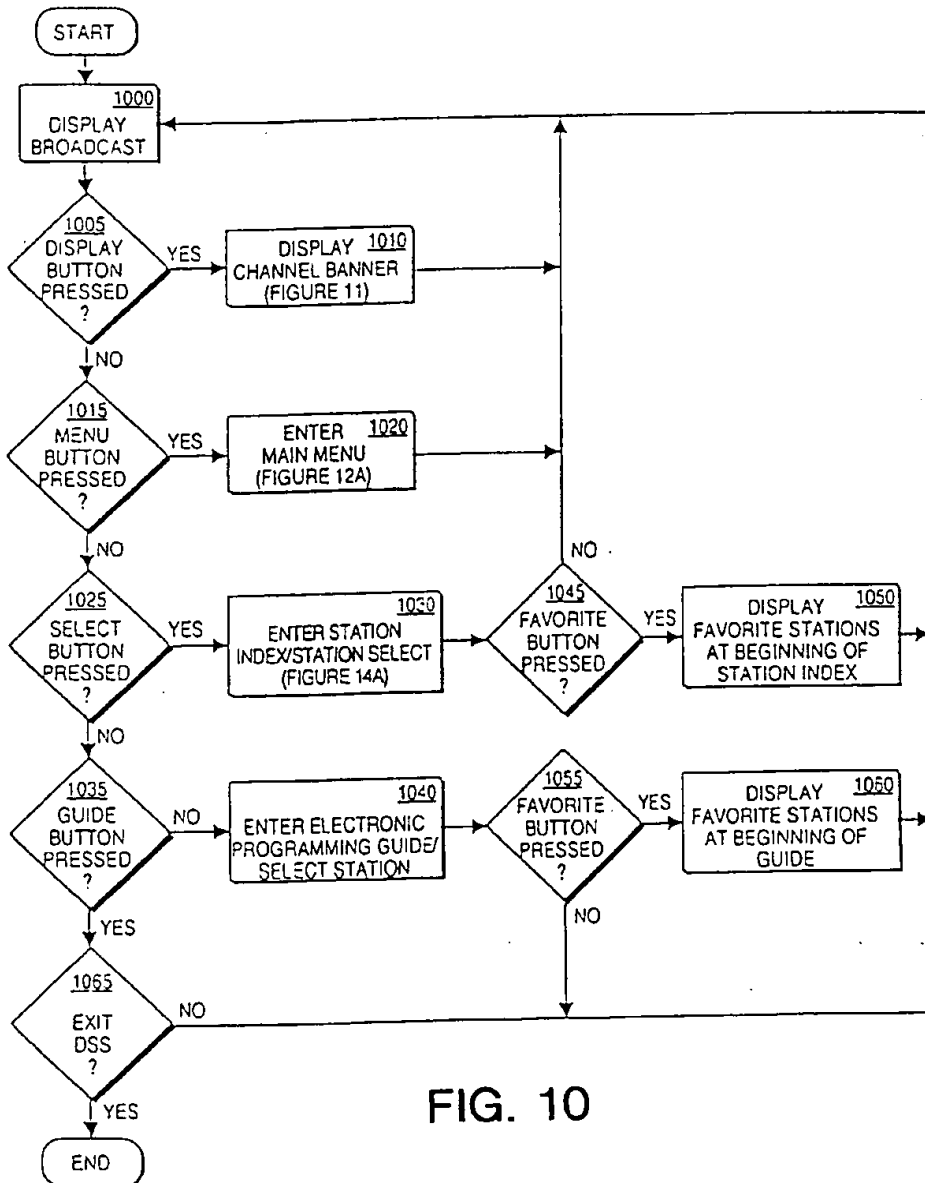 START
1000
DISPLAY
BROADCAST
1005
DISPLAY
BUTTON
PRESSED
?
YES
DISPLAY 1010
CHANNEL BANNER
(FIGURE 11)
NO
1015
MENU
BUTTON
PRESSED
?
YES
ENTER 1020
MAIN MENU
(FIGURE 12A)
NO
1025
SELECT
BUTTON
PRESSED
?
YES
1030
ENTER STATION
INDEX/STATION SELECT
(FIGURE 14A)
NO
1045
FAVORITE
BUTTON
PRESSED
?
YES
DISPLAY 1050
FAVORITE STATIONS
AT BEGINNING OF
STATION INDEX
NO
1035
GUIDE
BUTTON
PRESSED
?
NO
1040
ENTER ELECTRONIC
PROGRAMMING GUIDE/
SELECT STATION
1055
FAVORITE
BUTTON
PRESSED
?
YES
DISPLAY 1060
FAVORITE STATIONS
AT BEGINNING OF
GUIDE
NO
YES
1065
EXIT
DSS
?
NO
YES
END
FIG. 10